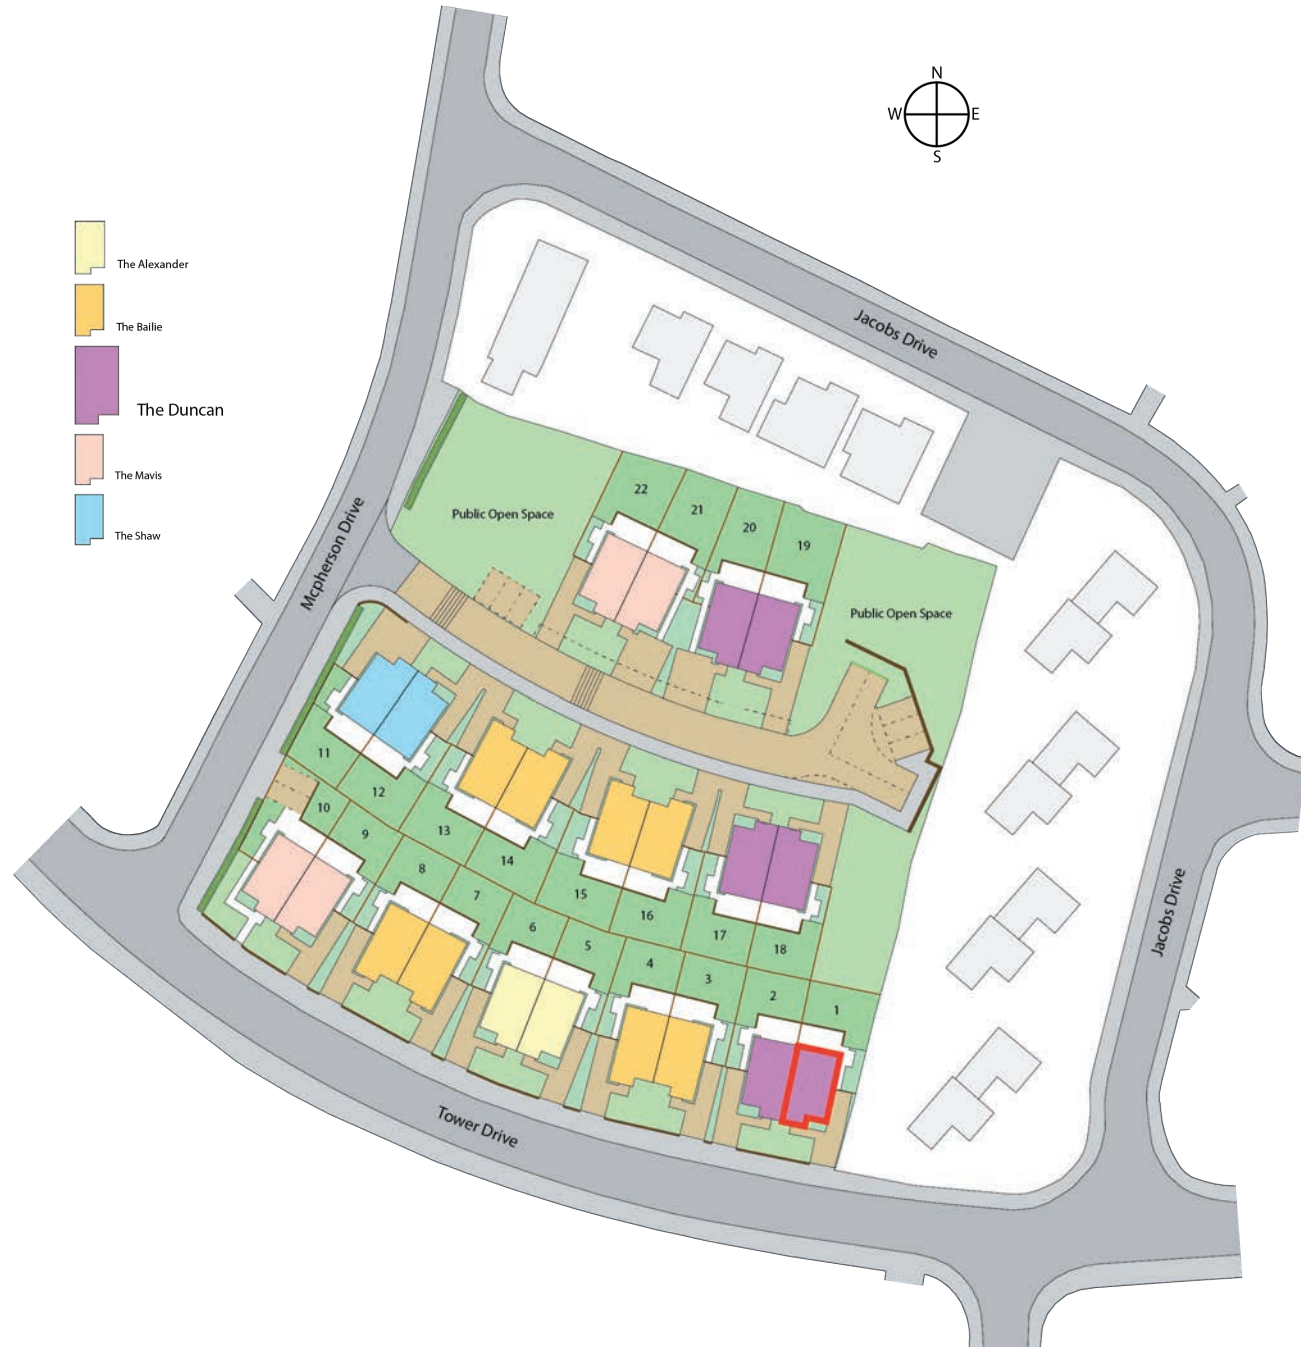 N
W E
S
The Alexander
The Bailie
The Duncan
The Mavis
The Shaw
Jacobs Drive
Mcpherson Drive
Public Open Space
22
21
20
19
Public Open Space
11
12
13
14
15
16
17
18
10
9
8
7
6
5
4
3
2
1
Jacobs Drive
Tower Drive